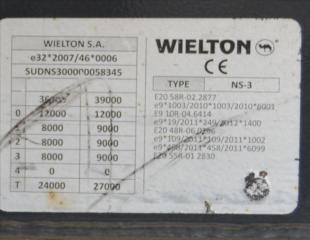 WIELTON S.A.
e32*2007/46*0006
SUDNS300000058345
36000 39000
0 12000 12000
1 8000 9000
2 8000 9000
3 8000 9000
4 0 0
T 24000 27000
WIELTON
CE
TYPE NS-3
E20 58R-02.2877
e9*1003/2010*1003/2010*6001
E9 10R-04.6414
e9*19/2011*249/2012*1400
E20 48R-06.0286
e9*109/2011*109/2011*1002
e9*458/2011*458/2011*6099
E20 55R-01 2830